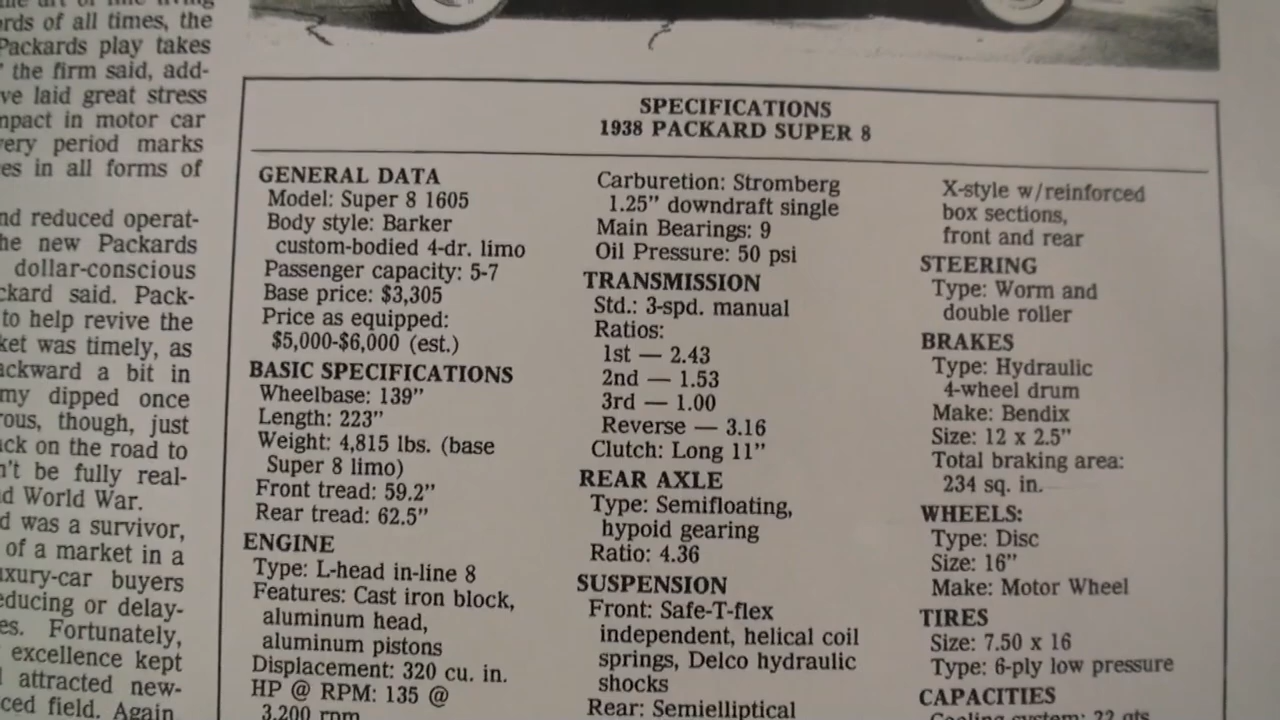 ords of all times, the
Packards play takes
the firm said, add-
ve laid great stress
mpact in motor car
very period marks
es in all forms of
nd reduced operat-
he new Packards
dollar-conscious
ckard said. Pack-
to help revive the
ket was timely, as
ackward a bit in
my dipped once
rous, though, just
ack on the road to
n't be fully real-
d World War.
d was a survivor,
of a market in a
uxury-car buyers
educing or delay-
es. Fortunately,
excellence kept
attracted new-
ced field. Again
SPECIFICATIONS
1938 PACKARD SUPER 8
GENERAL DATA
Model: Super 8 1605
Body style: Barker
custom-bodied 4-dr. limo
Passenger capacity: 5-7
Base price: $3,305
Price as equipped:
$5,000-$6,000 (est.)
BASIC SPECIFICATIONS
Wheelbase: 139"
Length: 223"
Weight: 4,815 lbs. (base
Super 8 limo)
Front tread: 59.2"
Rear tread: 62.5"
ENGINE
Type: L-head in-line 8
Features: Cast iron block,
aluminum head,
aluminum pistons
Displacement: 320 cu. in.
HP @ RPM: 135 @
3,200 rpm
Carburetion: Stromberg
1.25" downdraft single
Main Bearings: 9
Oil Pressure: 50 psi
TRANSMISSION
Std.: 3-spd. manual
Ratios:
1st — 2.43
2nd — 1.53
3rd — 1.00
Reverse — 3.16
Clutch: Long 11"
REAR AXLE
Type: Semifloating,
hypoid gearing
Ratio: 4.36
SUSPENSION
Front: Safe-T-flex
independent, helical coil
springs, Delco hydraulic
shocks
Rear: Semielliptical
X-style w/reinforced
box sections,
front and rear
STEERING
Type: Worm and
double roller
BRAKES
Type: Hydraulic
4-wheel drum
Make: Bendix
Size: 12 x 2.5"
Total braking area:
234 sq. in.
WHEELS:
Type: Disc
Size: 16"
Make: Motor Wheel
TIRES
Size: 7.50 x 16
Type: 6-ply low pressure
CAPACITIES
Cooling system: 22 qts.